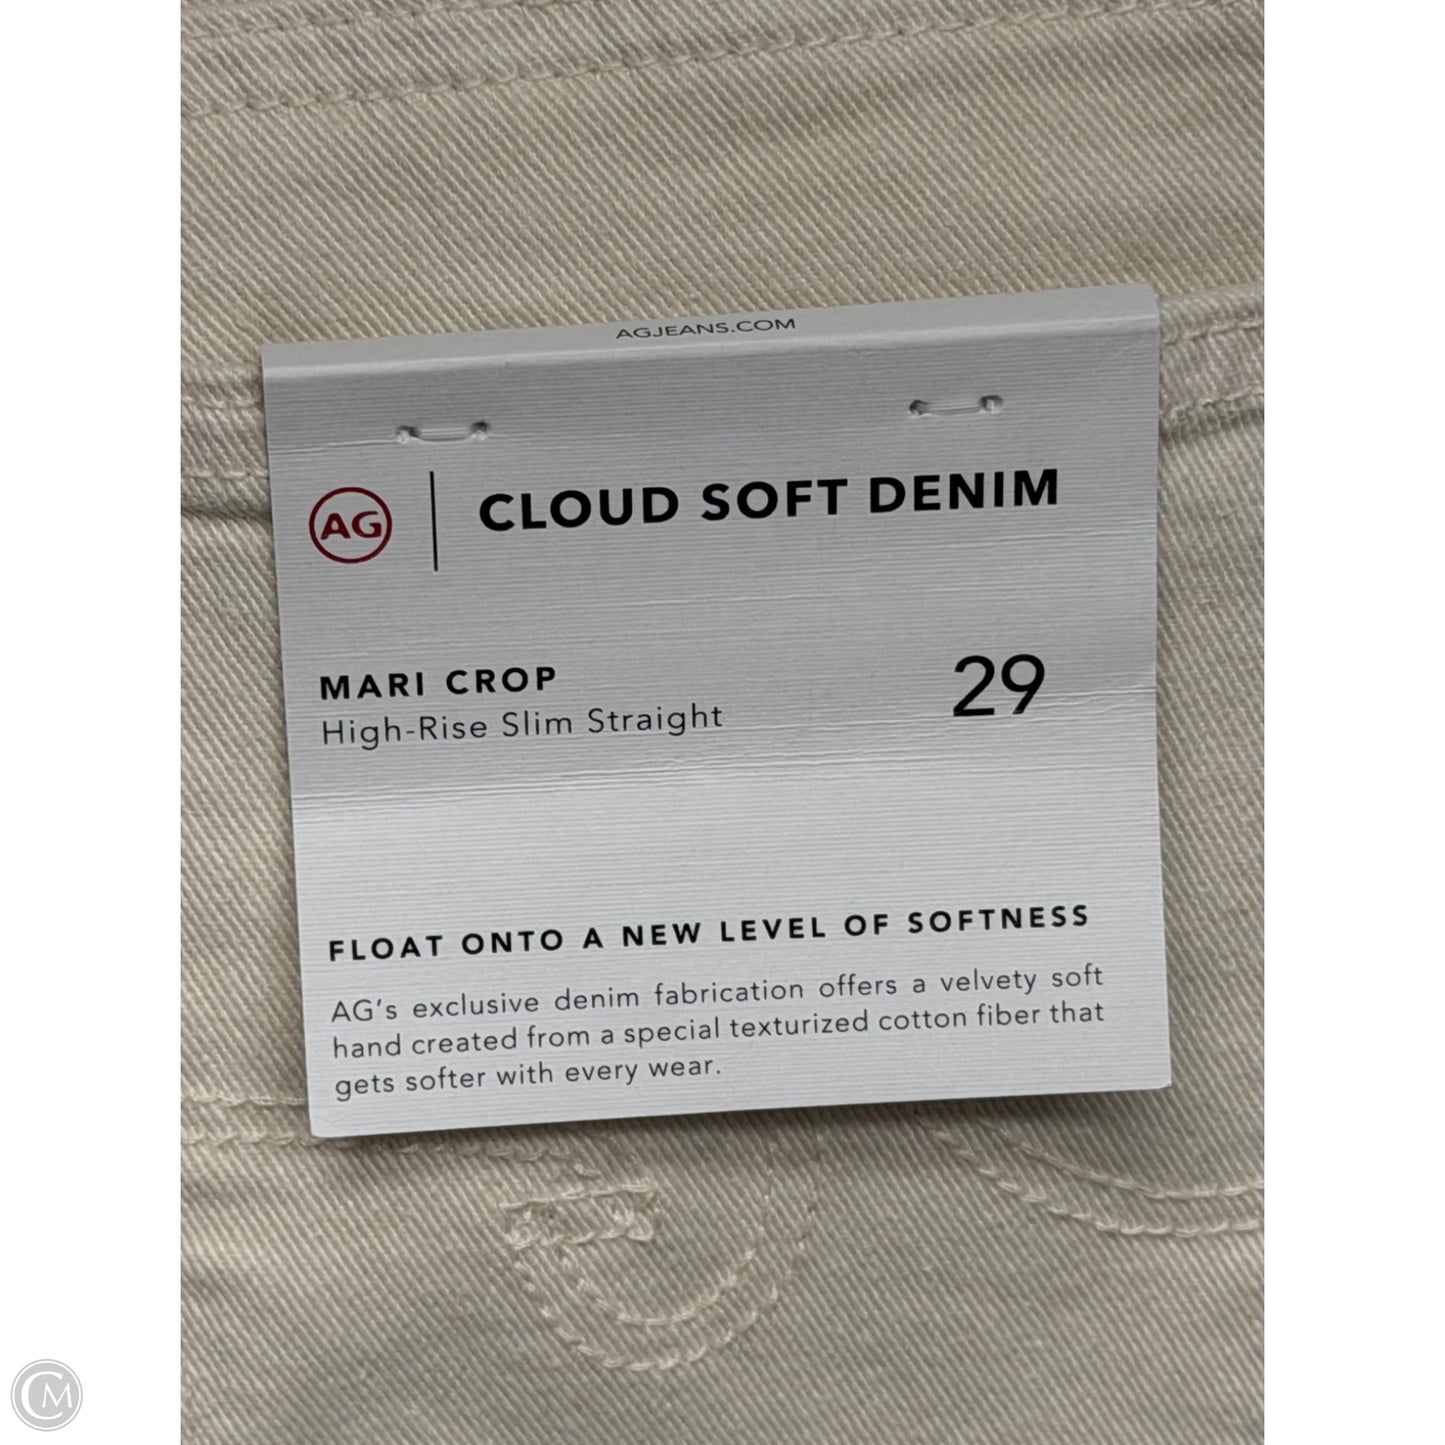 AGJEANS.COM
AG
CLOUD SOFT DENIM
MARI CROP
High-Rise Slim Straight
29
FLOAT ONTO A NEW LEVEL OF SOFTNESS
AG's exclusive denim fabrication offers a velvety soft
hand created from a special texturized cotton fiber that
gets softer with every wear.
CM